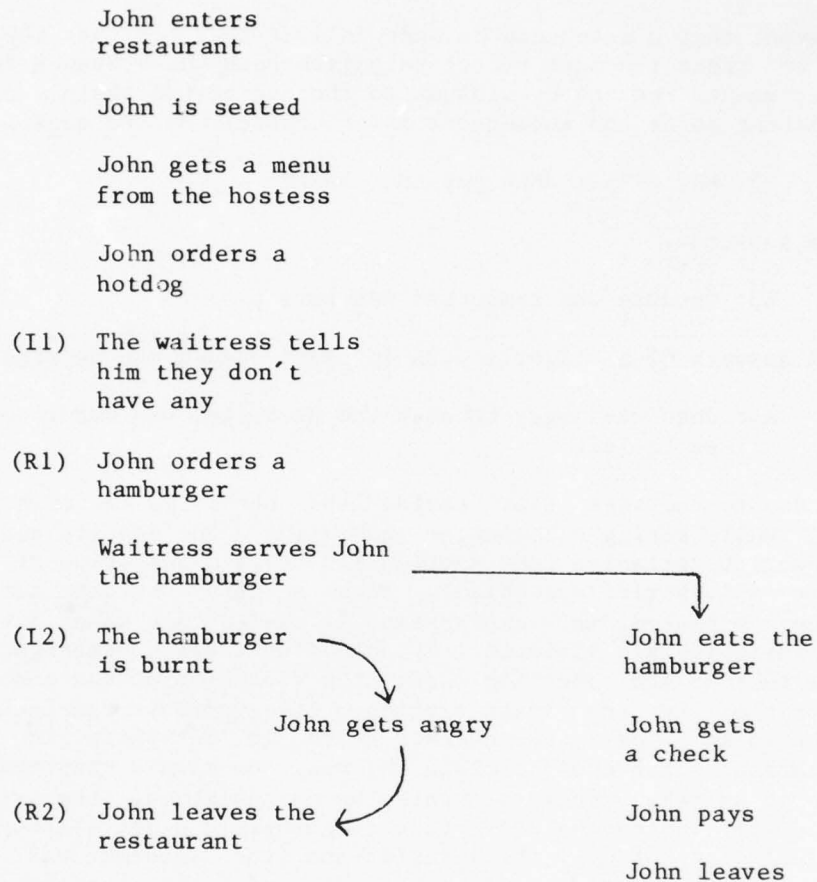 John enters
restaurant
John is seated
John gets a menu
from the hostess
John orders a
hotdog
(I1) The waitress tells
him they don't
have any
(R1) John orders a
hamburger
Waitress serves John
the hamburger
(I2) The hamburger
is burnt
John gets angry
(R2) John leaves the
restaurant
John eats the
hamburger
John gets
a check
John pays
John leaves